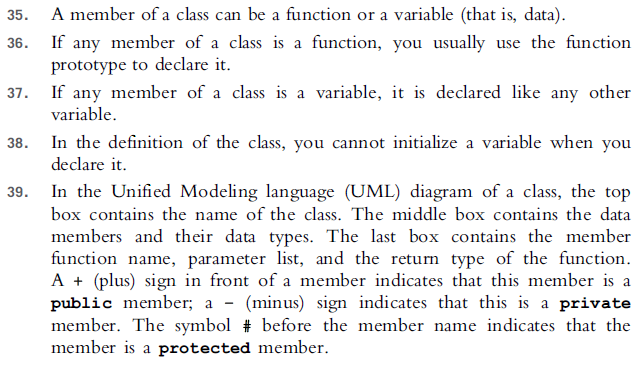 35. A member of a class can be a function or a variable (that is, data).
36. If any member of a class is a function, you usually use the function
prototype to declare it.
37. If any member of a class is a variable, it is declared like any other
variable.
38. In the definition of the class, you cannot initialize a variable when you
declare it.
39. In the Unified Modeling language (UML) diagram of a class, the top
box contains the name of the class. The middle box contains the data
members and their data types. The last box contains the member
function name, parameter list, and the return type of the function.
A + (plus) sign in front of a member indicates that this member is a
public member; a - (minus) sign indicates that this is a private
member. The symbol # before the member name indicates that the
member is a protected member.